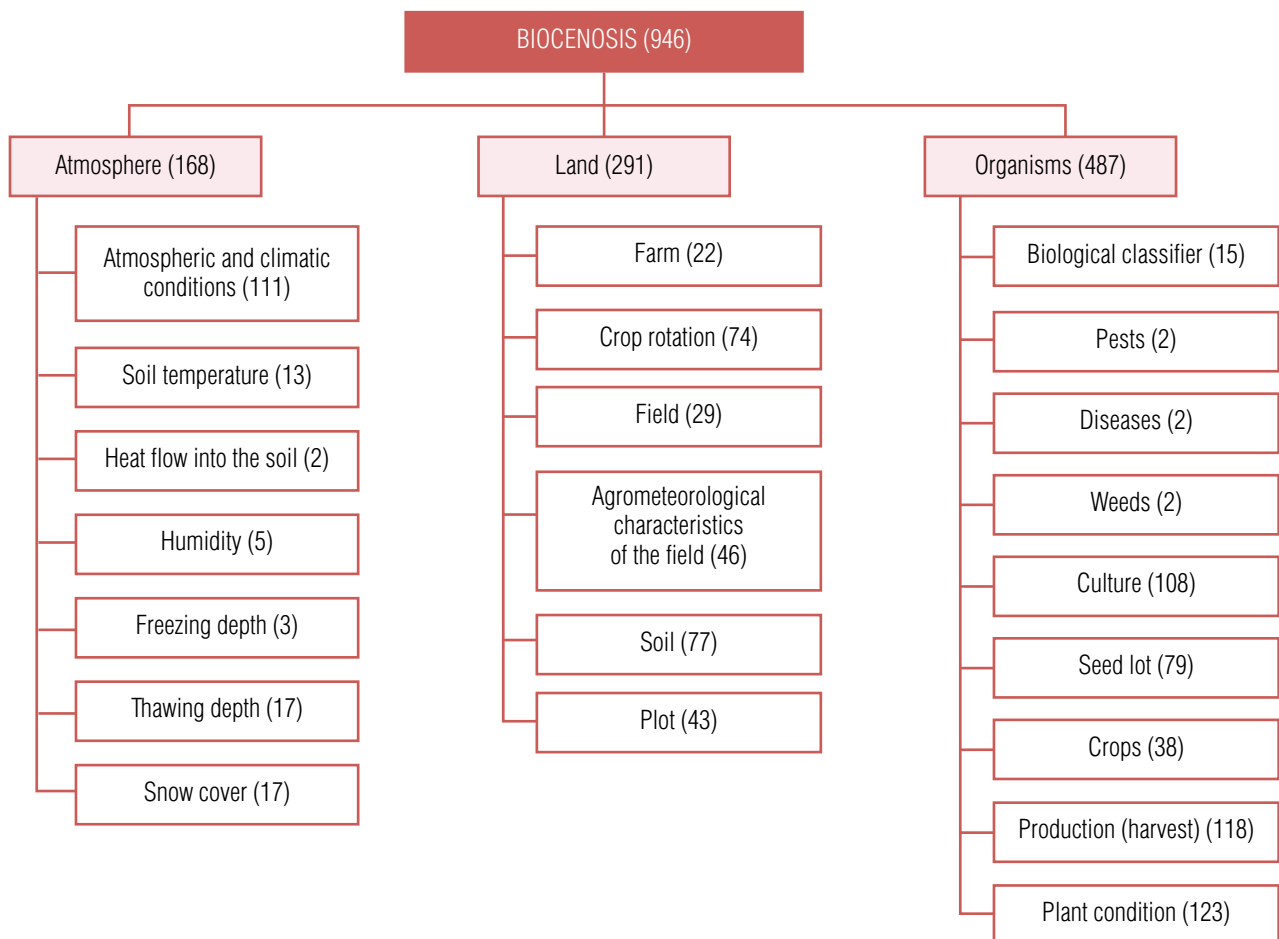 BIOCENOSIS (946)
Atmosphere (168)
Atmospheric and climatic
conditions (111)
Soil temperature (13)
Heat flow into the soil (2)
Humidity (5)
Freezing depth (3)
Thawing depth (17)
Snow cover (17)
Land (291)
Farm (22)
Crop rotation (74)
Field (29)
Agrometeorological
characteristics
of the field (46)
Soil (77)
Plot (43)
Organisms (487)
Biological classifier (15)
Pests (2)
Diseases (2)
Weeds (2)
Culture (108)
Seed lot (79)
Crops (38)
Production (harvest) (118)
Plant condition (123)